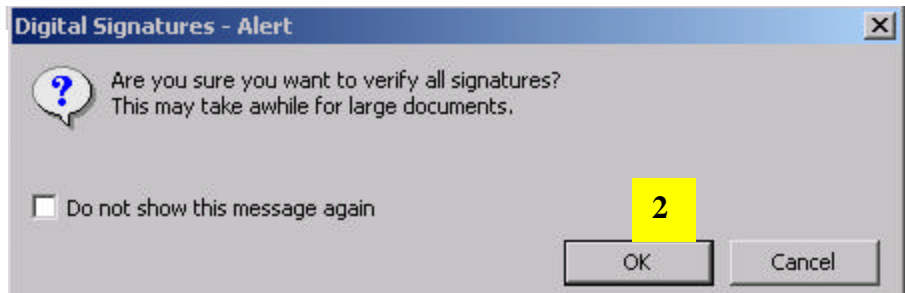 Digital Signatures - Alert
Are you sure you want to verify all signatures?
This may take awhile for large documents.
Do not show this message again
2
OK
Cancel